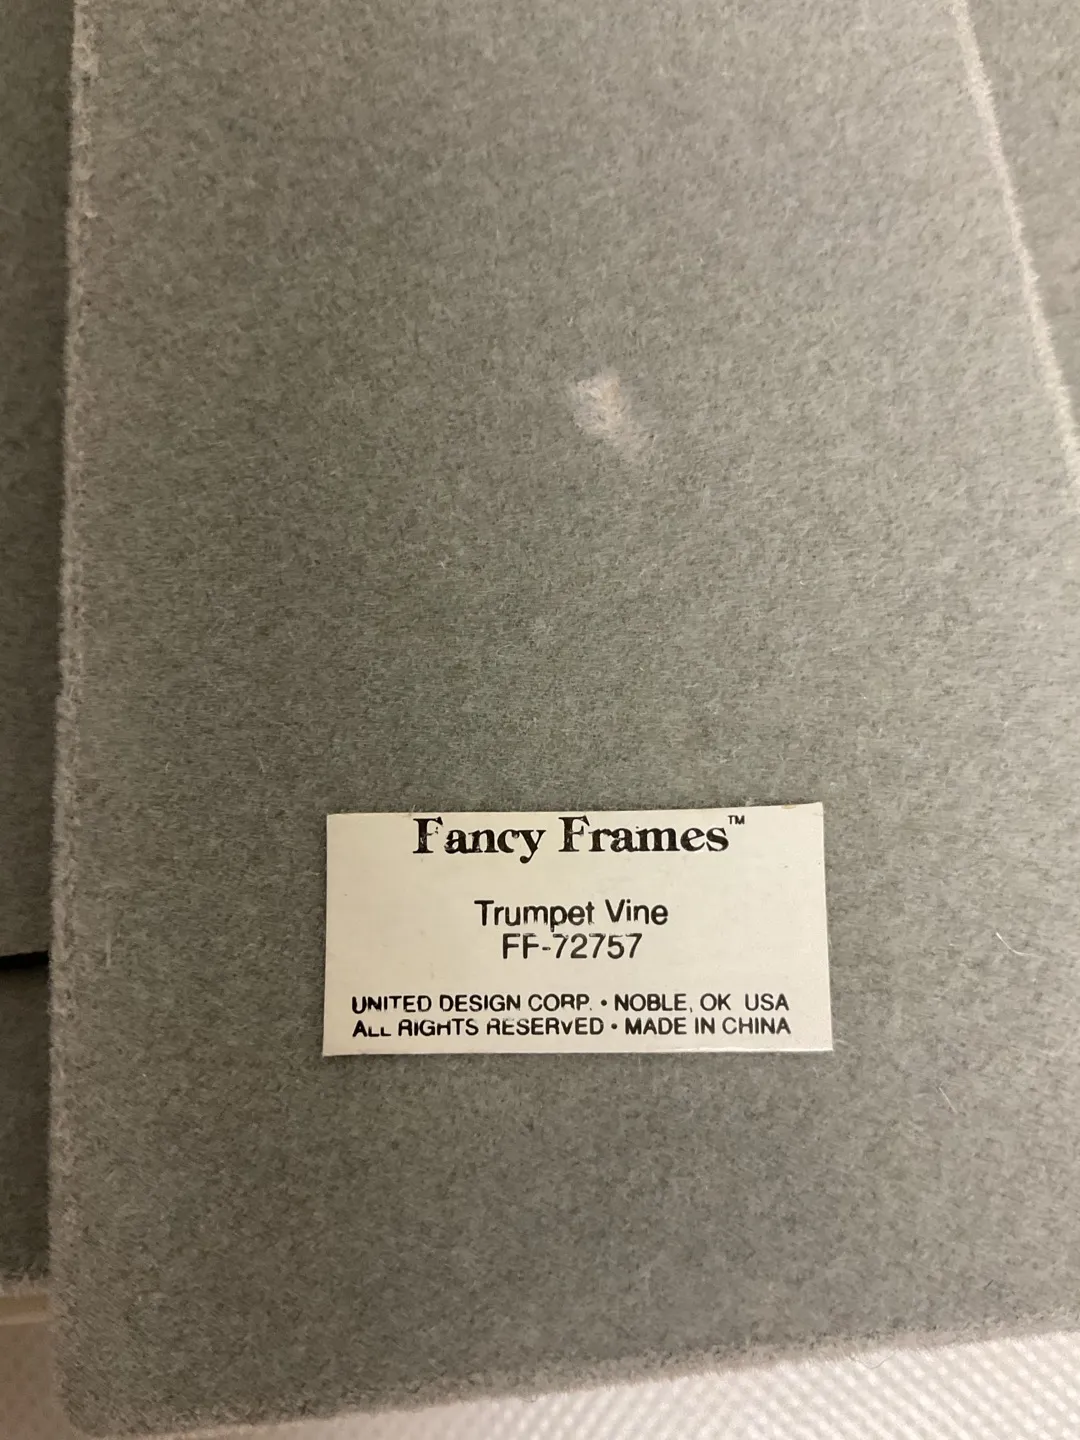 Fancy Frames™
Trumpet Vine
FF-72757
UNITED DESIGN CORP. • NOBLE, OK USA
ALL RIGHTS RESERVED • MADE IN CHINA